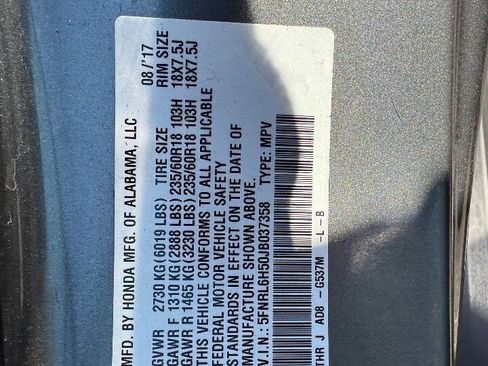 MFD. BY HONDA MFG. OF ALABAMA, LLC 08/'17
GVWR 2730 KG(6019 LBS) TIRE SIZE RIM SIZE
GAWR F 1310 KG(2888 LBS)235/60R18 103H 18X7.5J
GAWR R 1465 KG(3230 LBS)235/60R18 103H 18X7.5J
THIS VEHICLE CONFORMS TO ALL APPLICABLE
FEDERAL MOTOR VEHICLE SAFETY
STANDARDS IN EFFECT ON THE DATE OF
MANUFACTURE SHOWN ABOVE.
V.I.N.: 5FNRL6H50JB037358 TYPE: MPV
THR J A08 -G537M -L-B